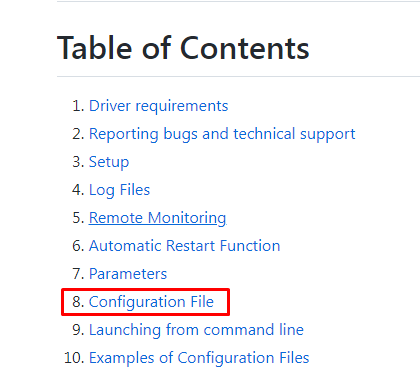 Table of Contents
1. Driver requirements
2. Reporting bugs and technical support
3. Setup
4. Log Files
5. Remote Monitoring
6. Automatic Restart Function
7. Parameters
8. Configuration File
9. Launching from command line
10. Examples of Configuration Files